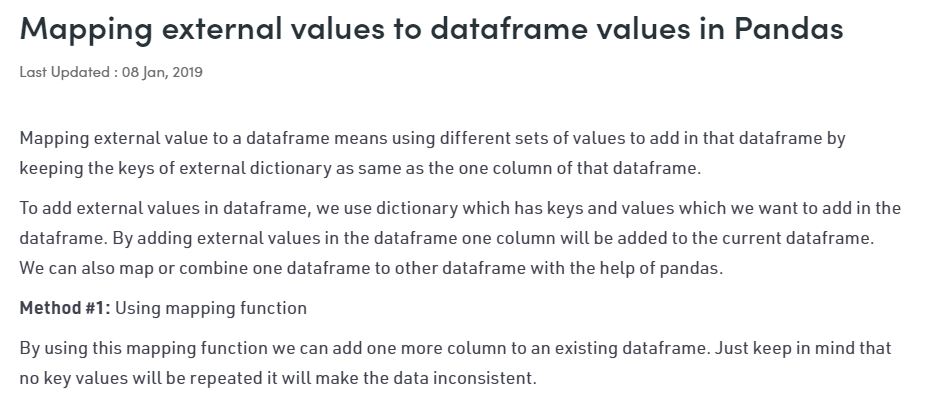 Mapping external values to dataframe values in Pandas
Last Updated : 08 Jan, 2019
Mapping external value to a dataframe means using different sets of values to add in that dataframe by
keeping the keys of external dictionary as same as the one column of that dataframe.
To add external values in dataframe, we use dictionary which has keys and values which we want to add in the
dataframe. By adding external values in the dataframe one column will be added to the current dataframe.
We can also map or combine one dataframe to other dataframe with the help of pandas.
Method #1: Using mapping function
By using this mapping function we can add one more column to an existing dataframe. Just keep in mind that
no key values will be repeated it will make the data inconsistent.